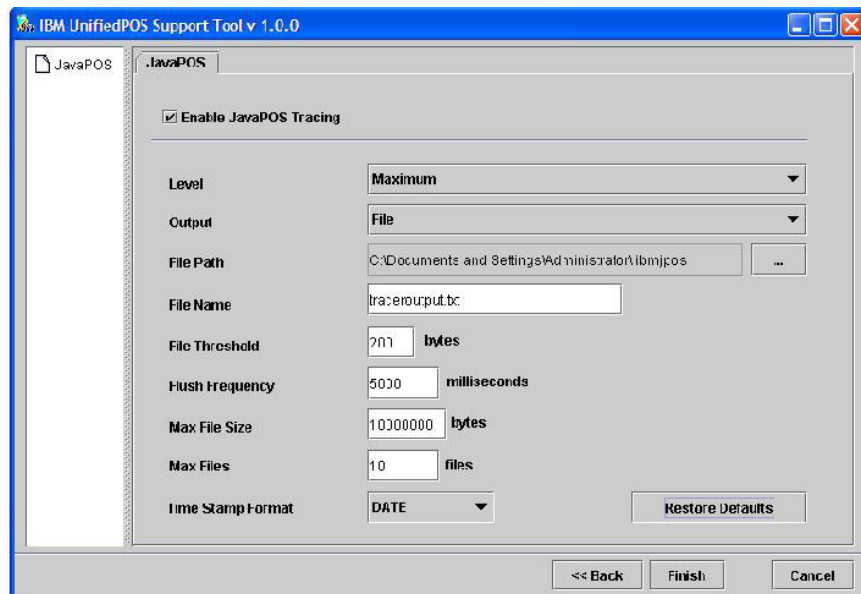 IBM UnifiedPOS Support Tool v 1.0.0
JavaPOS
JavaPOS
Enable JavaPOS Tracing
Level Maximum
Output File
File Path C:\Documents and Settings\Administrator\.ibmjpos ...
File Name traceroutput.txt
File Threshold 200 bytes
Flush Frequency 5000 milliseconds
Max File Size 10000000 bytes
Max Files 10 files
Time Stamp Format DATE Restore Defaults
<< Back Finish Cancel